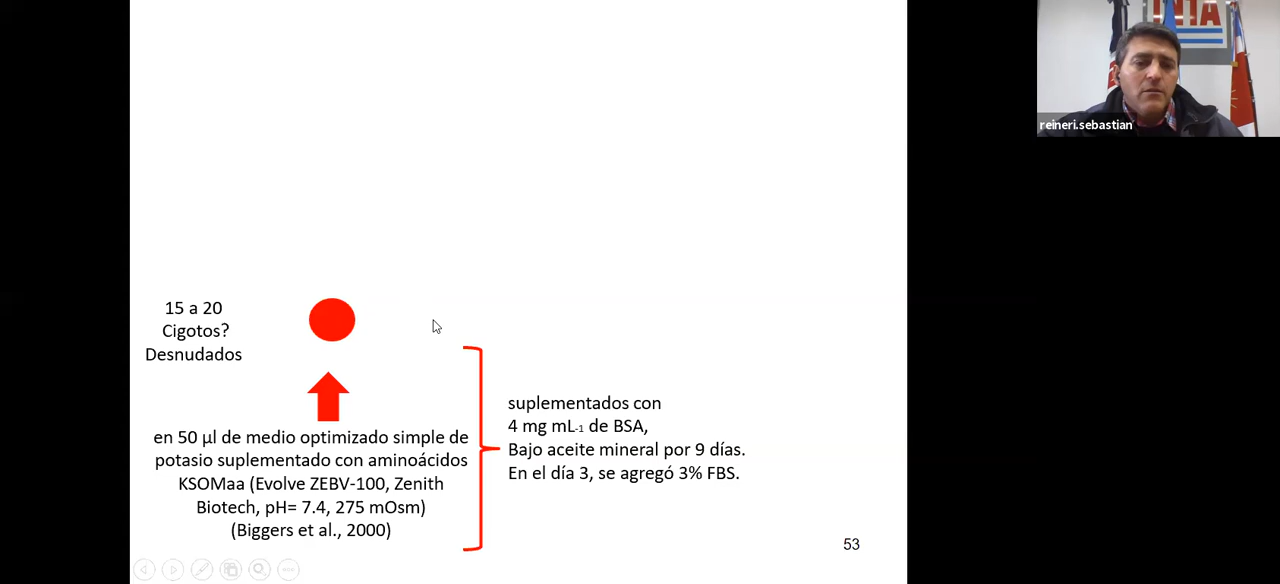 INTA
reineri.sebastian
15 a 20
Cigotos?
Desnudados
en 50 µl de medio optimizado simple de
potasio suplementado con aminoácidos
KSOMaa (Evolve ZEBV-100, Zenith
Biotech, pH= 7.4, 275 mOsm)
(Biggers et al., 2000)
suplementados con
4 mg mL-1 de BSA,
Bajo aceite mineral por 9 días.
En el día 3, se agregó 3% FBS.
53